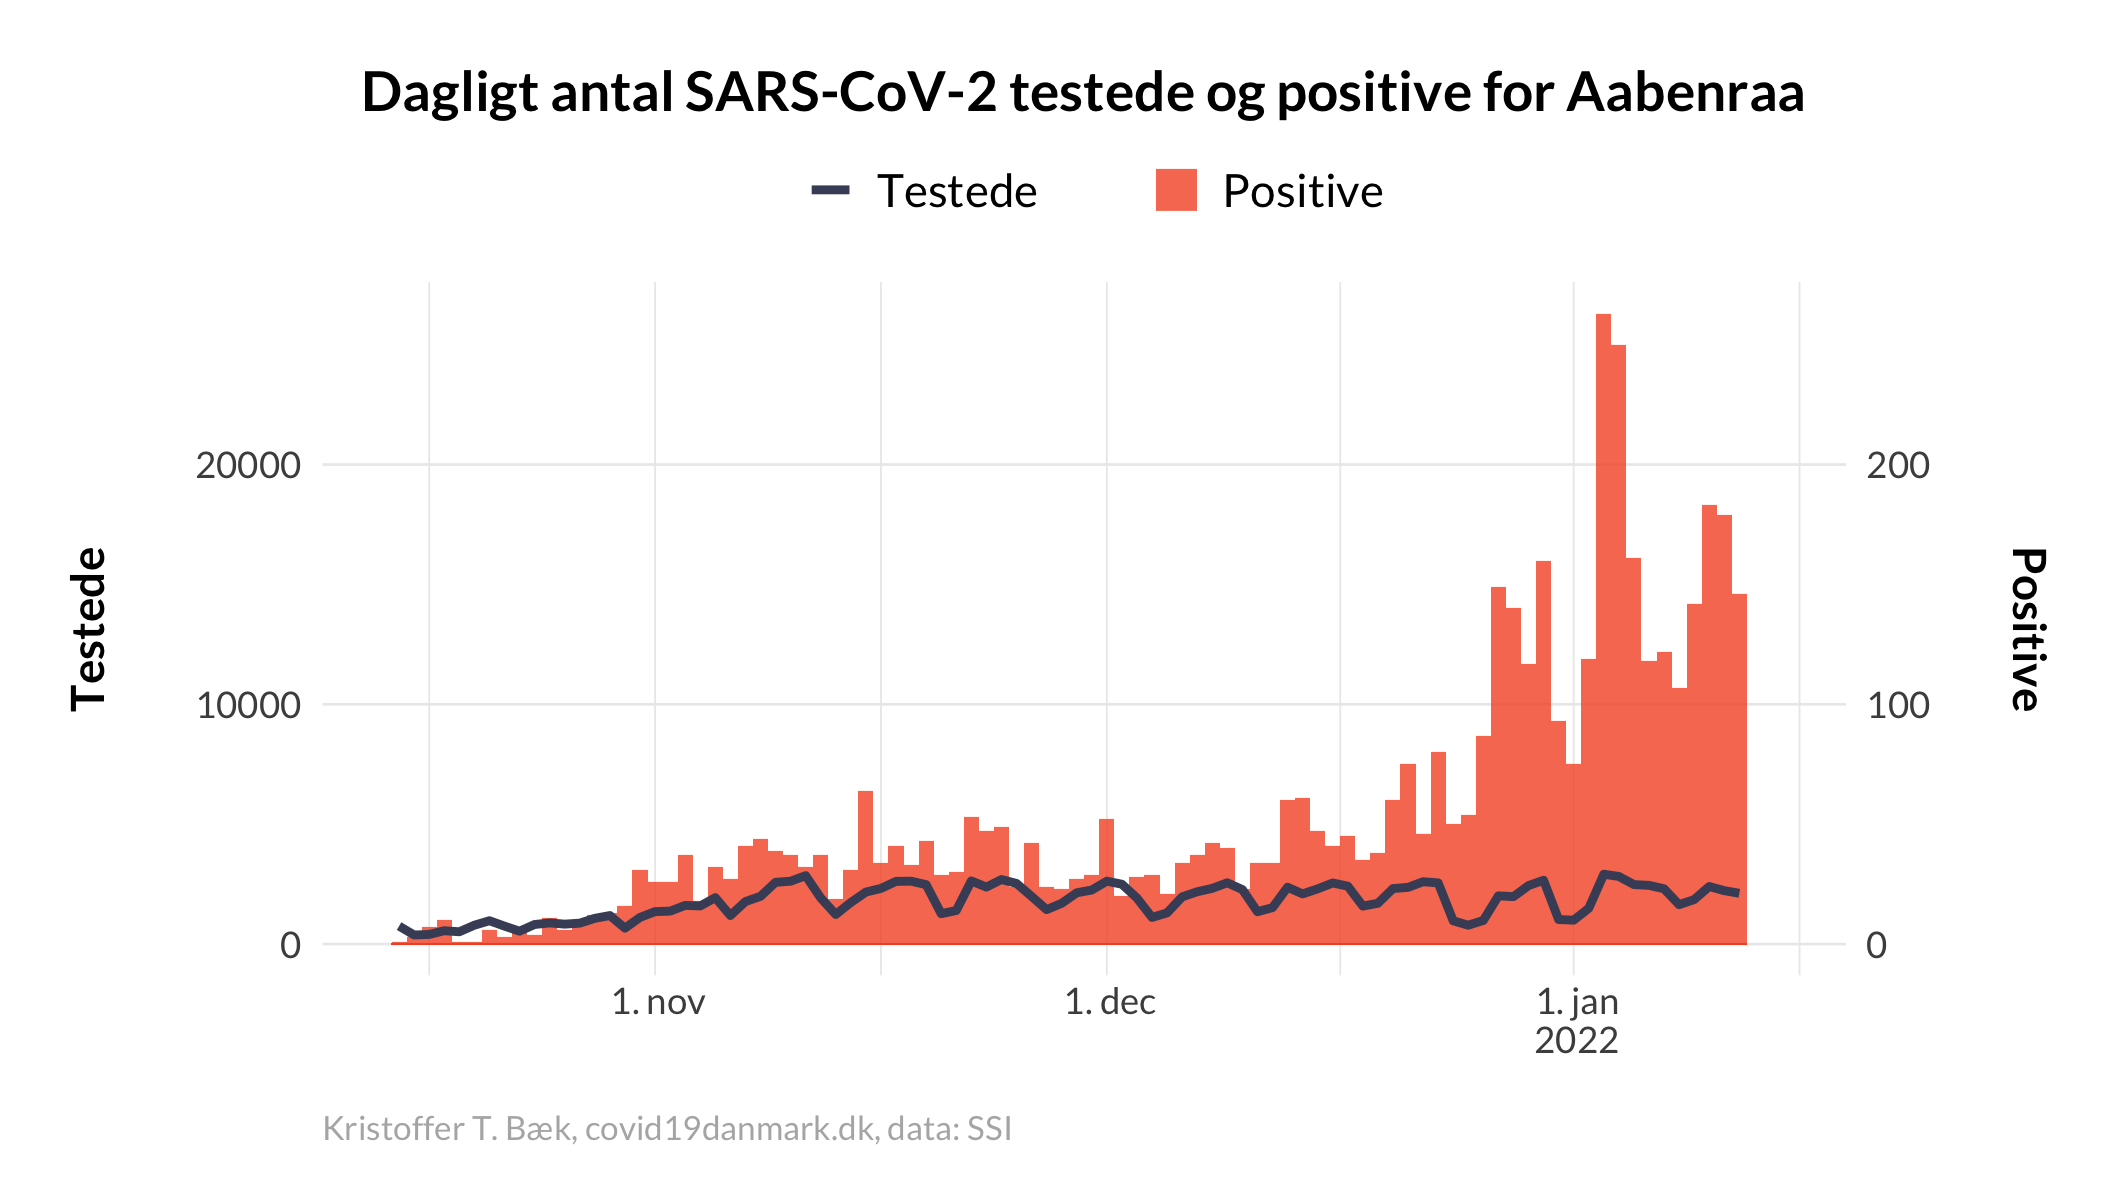 Dagligt antal SARS-CoV-2 testede og positive for Aabenraa
Testede
Positive
20000
10000
0
200
100
0
Testede
Positive
1. nov
1. dec
1. jan
2022
Kristoffer T. Bæk, covid19danmark.dk, data: SSI